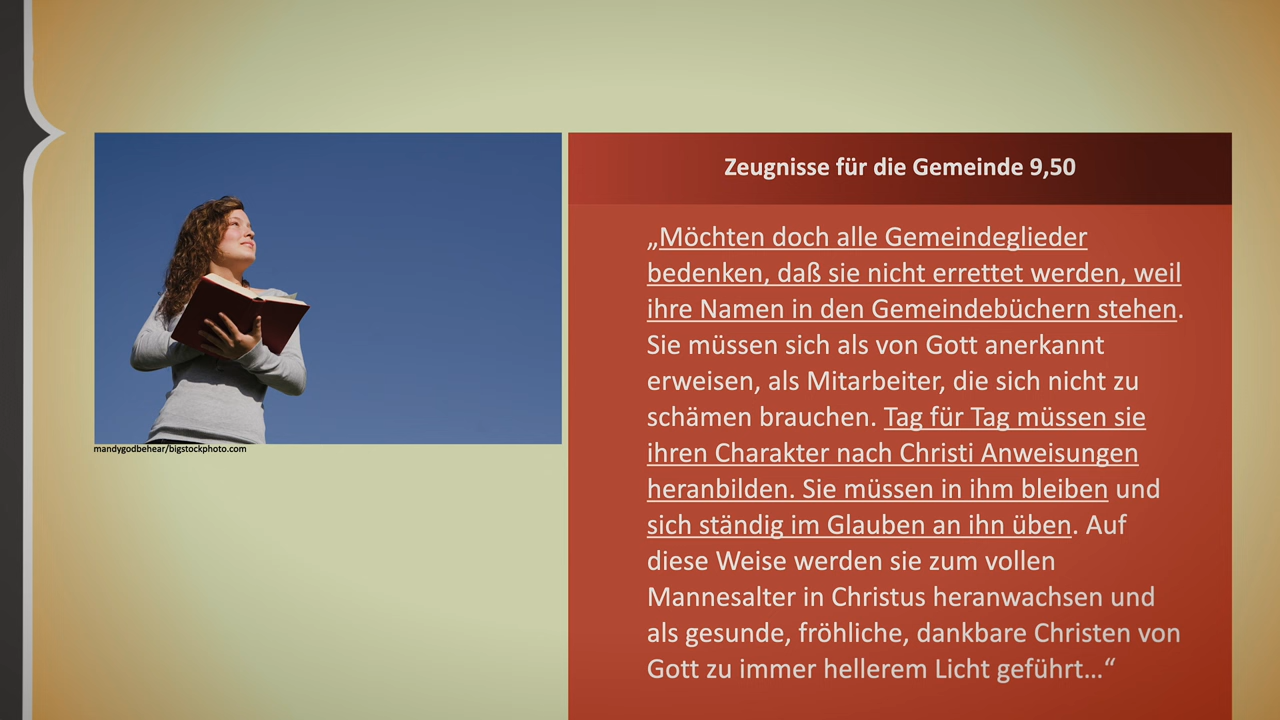 mandygodbehear/bigstockphoto.com
Zeugnisse für die Gemeinde 9,50
„Möchten doch alle Gemeindeglieder
bedenken, daß sie nicht errettet werden, weil
ihre Namen in den Gemeindebüchern stehen.
Sie müssen sich als von Gott anerkannt
erweisen, als Mitarbeiter, die sich nicht zu
schämen brauchen. Tag für Tag müssen sie
ihren Charakter nach Christi Anweisungen
heranbilden. Sie müssen in ihm bleiben und
sich ständig im Glauben an ihn üben. Auf
diese Weise werden sie zum vollen
Mannesalter in Christus heranwachsen und
als gesunde, fröhliche, dankbare Christen von
Gott zu immer hellerem Licht geführt…“